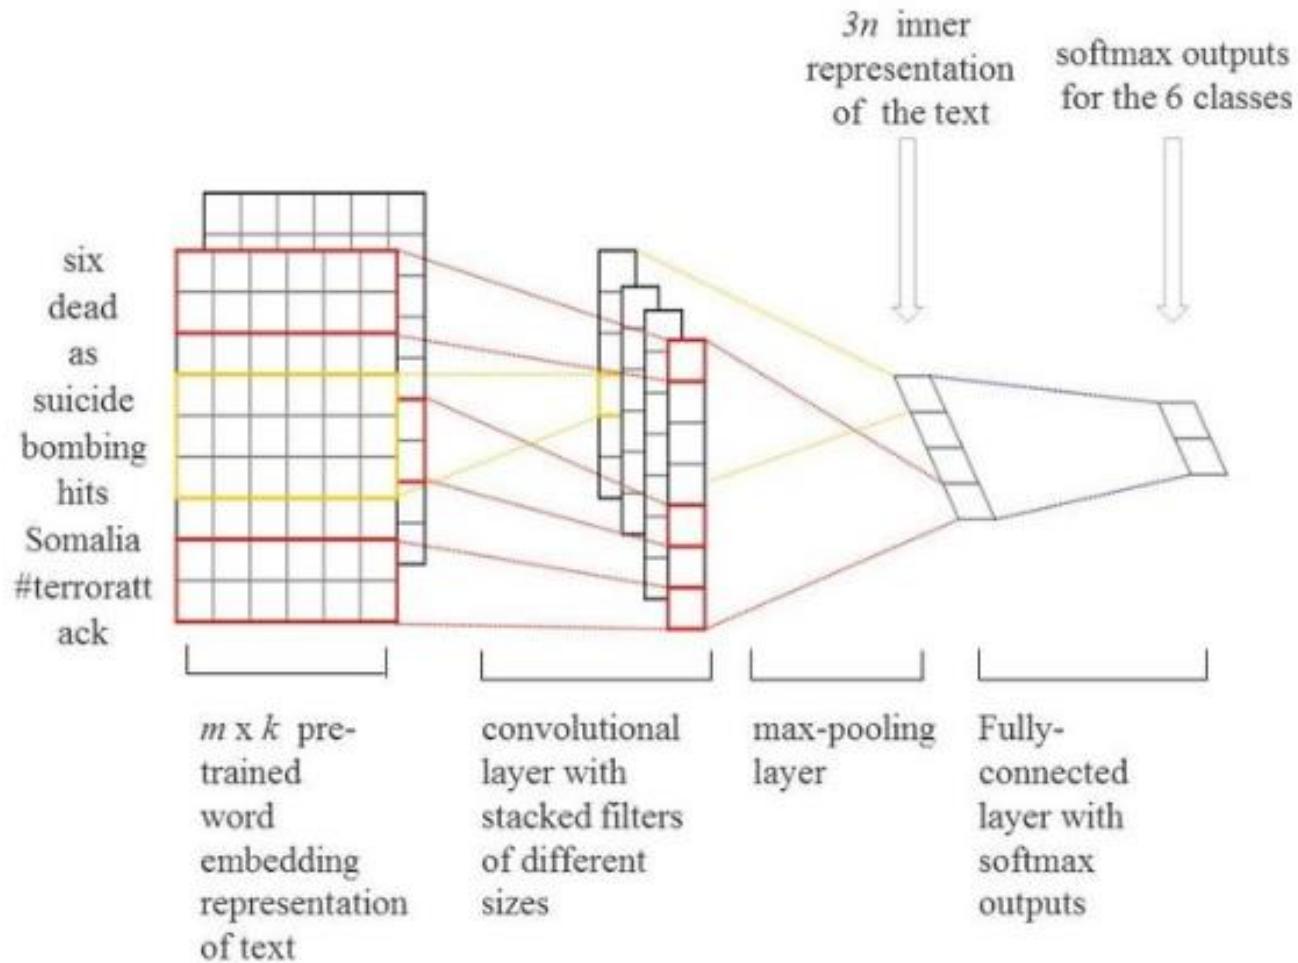 3n inner
representation
of the text
softmax outputs
for the 6 classes
six
dead
as
suicide
bombing
hits
Somalia
#terroratt
ack
m x k pre-
trained
word
embedding
representation
of text
convolutional
layer with
stacked filters
of different
sizes
max-pooling
layer
Fully-
connected
layer with
softmax
outputs